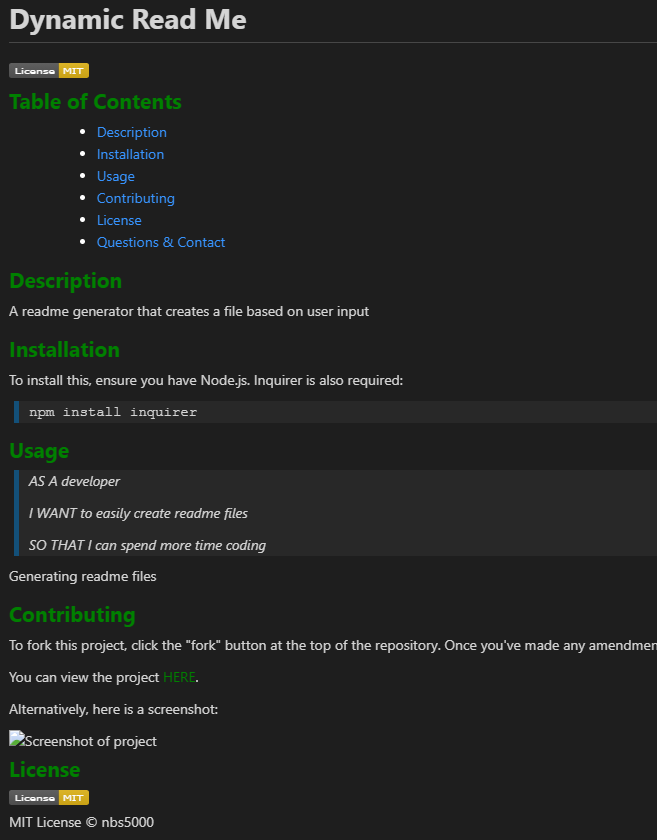 Dynamic Read Me
License MIT
Table of Contents
Description
Installation
Usage
Contributing
License
Questions & Contact
Description
A readme generator that creates a file based on user input
Installation
To install this, ensure you have Node.js. Inquirer is also required:
npm install inquirer
Usage
AS A developer
I WANT to easily create readme files
SO THAT I can spend more time coding
Generating readme files
Contributing
To fork this project, click the "fork" button at the top of the repository. Once you've made any amendmen
You can view the project HERE.
Alternatively, here is a screenshot:
Screenshot of project
License
License MIT
MIT License © nbs5000